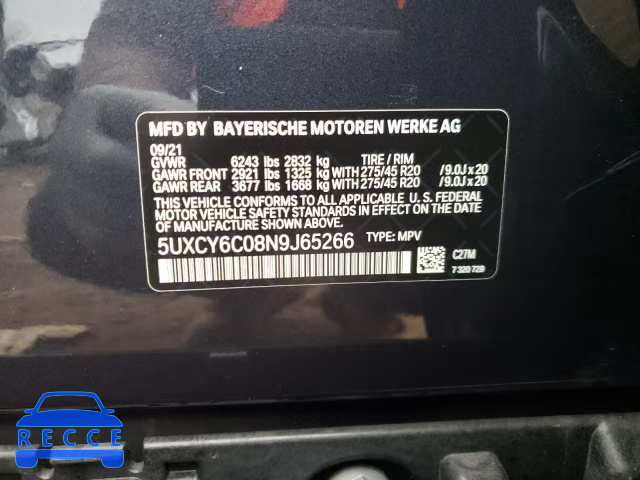 MFD BY BAYERISCHE MOTOREN WERKE AG
09/21
GVWR 6243 lbs 2832 kg TIRE / RIM
GAWR FRONT 2921 lbs 1325 kg WITH 275/45 R20 /9.0J x 20
GAWR REAR 3677 lbs 1668 kg WITH 275/45 R20 /9.0J x 20
THIS VEHICLE CONFORMS TO ALL APPLICABLE U. S. FEDERAL
MOTOR VEHICLE SAFETY STANDARDS IN EFFECT ON THE DATE
OF MANUFACTURE SHOWN ABOVE.
5UXCY6C08N9J65266 TYPE: MPV
C27M
7 320 728
RECCE